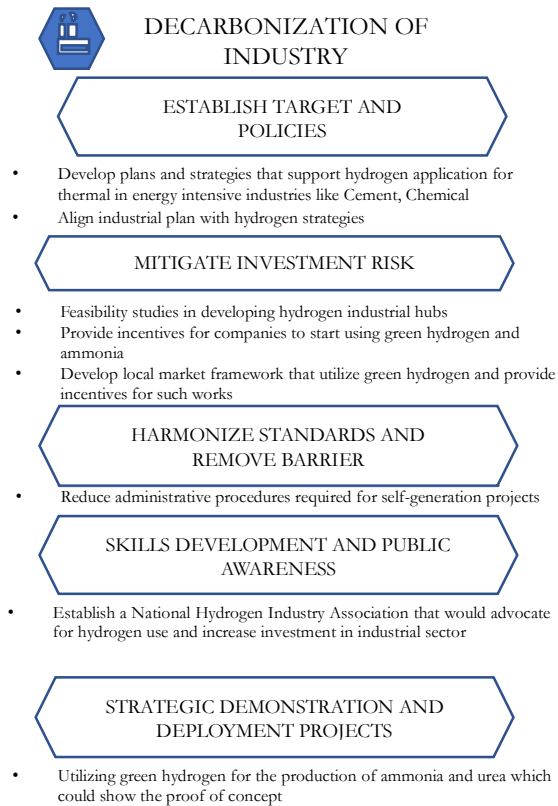 DECARBONIZATION OF
INDUSTRY
ESTABLISH TARGET AND
POLICIES
• Develop plans and strategies that support hydrogen application for
thermal in energy intensive industries like Cement, Chemical
• Align industrial plan with hydrogen strategies
MITIGATE INVESTMENT RISK
• Feasibility studies in developing hydrogen industrial hubs
• Provide incentives for companies to start using green hydrogen and
ammonia
• Develop local market framework that utilize green hydrogen and provide
incentives for such works
HARMONIZE STANDARDS AND
REMOVE BARRIER
• Reduce administrative procedures required for self-generation projects
SKILLS DEVELOPMENT AND PUBLIC
AWARENESS
• Establish a National Hydrogen Industry Association that would advocate
for hydrogen use and increase investment in industrial sector
STRATEGIC DEMONSTRATION AND
DEPLOYMENT PROJECTS
• Utilizing green hydrogen for the production of ammonia and urea which
could show the proof of concept